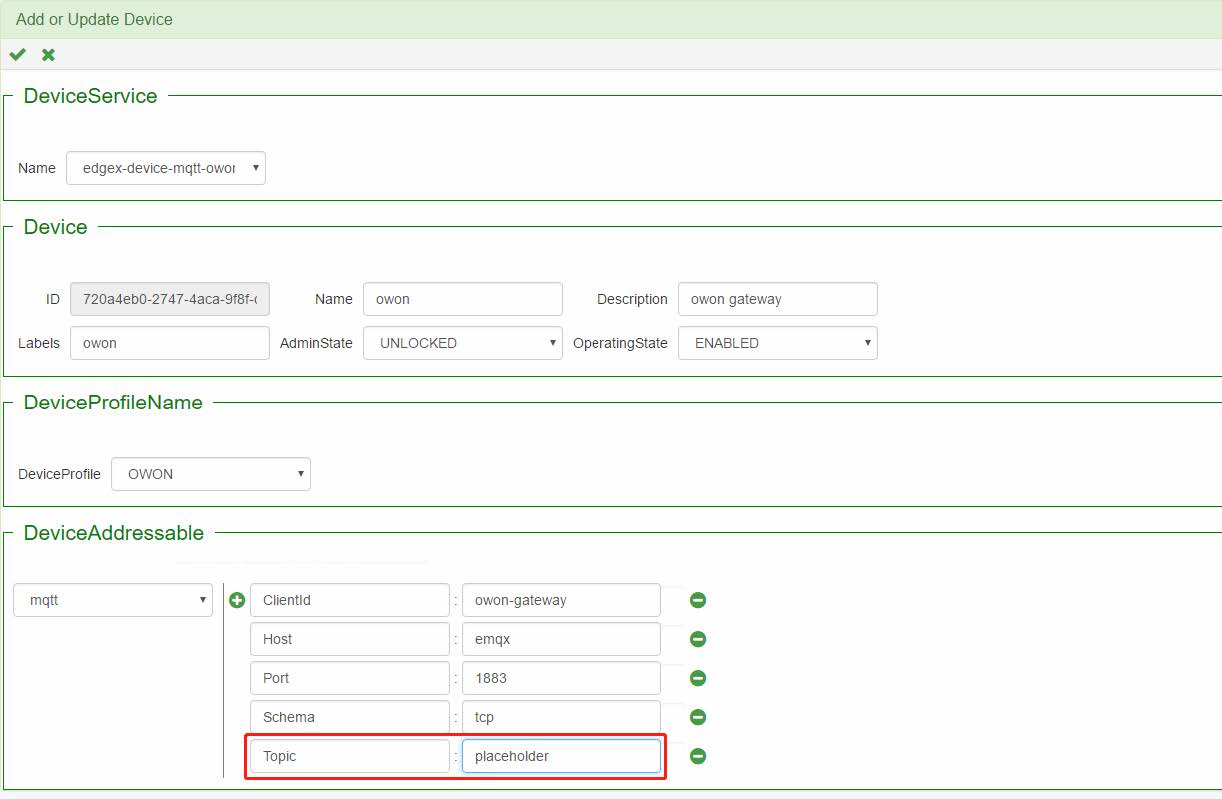 Add or Update Device
DeviceService
Name edgex-device-mqtt-owon
Device
ID 720a4eb0-2747-4aca-9f8f- Name owon Description owon gateway
Labels owon AdminState UNLOCKED OperatingState ENABLED
DeviceProfileName
DeviceProfile OWON
DeviceAddressable
mqtt ClientId : owon-gateway
Host : emqx
Port : 1883
Schema : tcp
Topic : placeholder